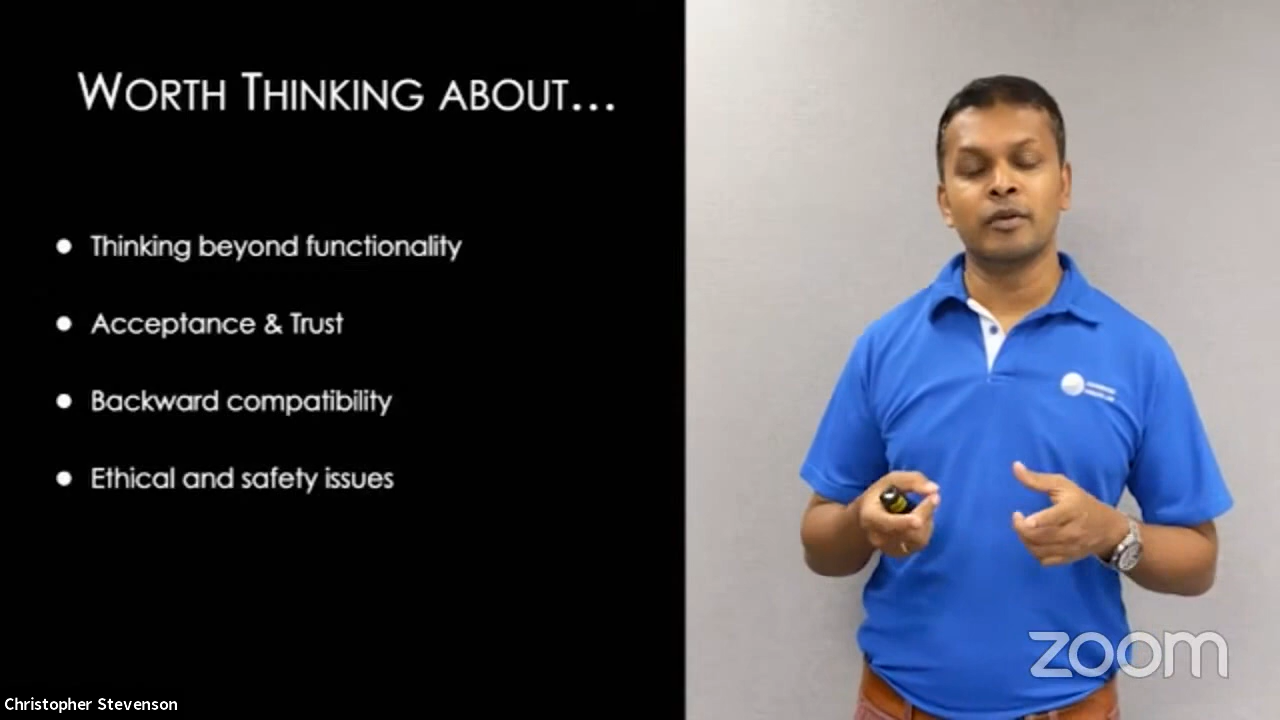 WORTH THINKING ABOUT...
● Thinking beyond functionality
● Acceptance & Trust
● Backward compatibility
● Ethical and safety issues
zoom
Christopher Stevenson